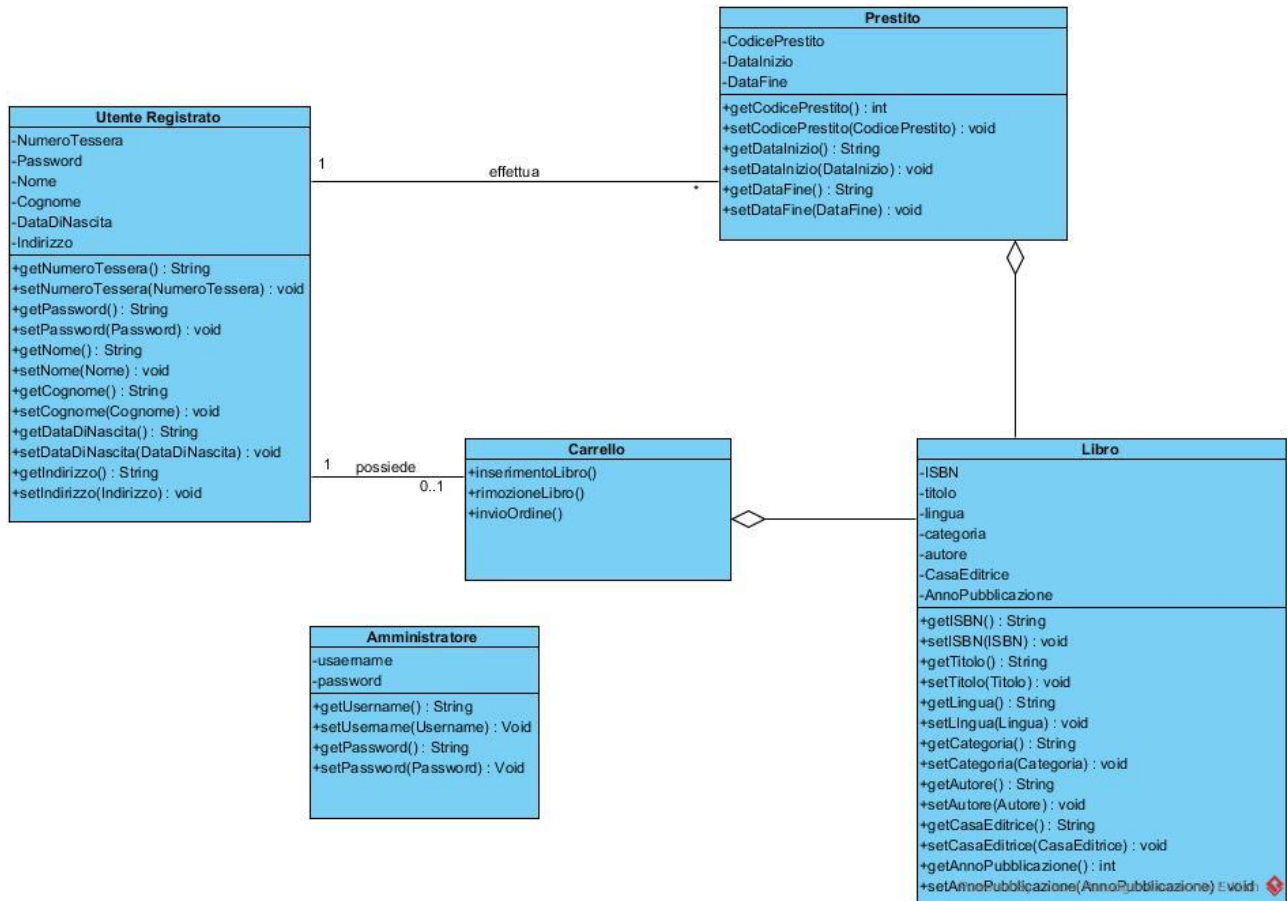 Prestito
-CodicePrestito
-DataInizio
-DataFine
+getCodicePrestito() : int
+setCodicePrestito(CodicePrestito) : void
+getDataInizio() : String
+setDataInizio(DataInizio) : void
+getDataFine() : String
+setDataFine(DataFine) : void
Utente Registrato
-NumeroTessera
-Password
-Nome
-Cognome
-DataDiNascita
-Indirizzo
+getNumeroTessera() : String
+setNumeroTessera(NumeroTessera) : void
+getPassword() : String
+setPassword(Password) : void
+getNome() : String
+setNome(Nome) : void
+getCognome() : String
+setCognome(Cognome) : void
+getDataDiNascita() : String
+setDataDiNascita(DataDiNascita) : void
+getIndirizzo() : String
+setIndirizzo(Indirizzo) : void
1
effettua
*
1
possiede
0..1
Carrello
+inserimentoLibro()
+rimozioneLibro()
+invioOrdine()
Libro
-ISBN
-titolo
-lingua
-categoria
-autore
-CasaEditrice
-AnnoPubblicazione
+getISBN() : String
+setISBN(ISBN) : void
+getTitolo() : String
+setTitolo(Titolo) : void
+getLingua() : String
+setLIngua(Lingua) : void
+getCategoria() : String
+setCategoria(Categoria) : void
+getAutore() : String
+setAutore(Autore) : void
+getCasaEditrice() : String
+setCasaEditrice(CasaEditrice) : void
+getAnnoPubblicazione() : int
+setAnnoPubblicazione(AnnoPubblicazione) : void
Amministratore
-usaername
-password
+getUsername() : String
+setUsername(Username) : Void
+getPassword() : String
+setPassword(Password) : Void